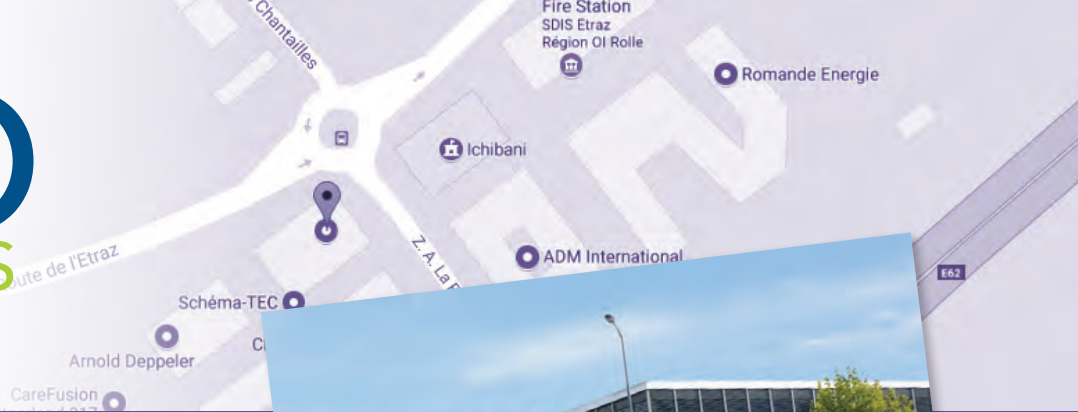 Chantailles
Fire Station
SDIS Etraz
Région OI Rolle
Romande Energie
Ichibani
ADM International
Z. A. La
oute de l'Etraz
E62
Schéma-TEC
Arnold Deppeler
CareFusion